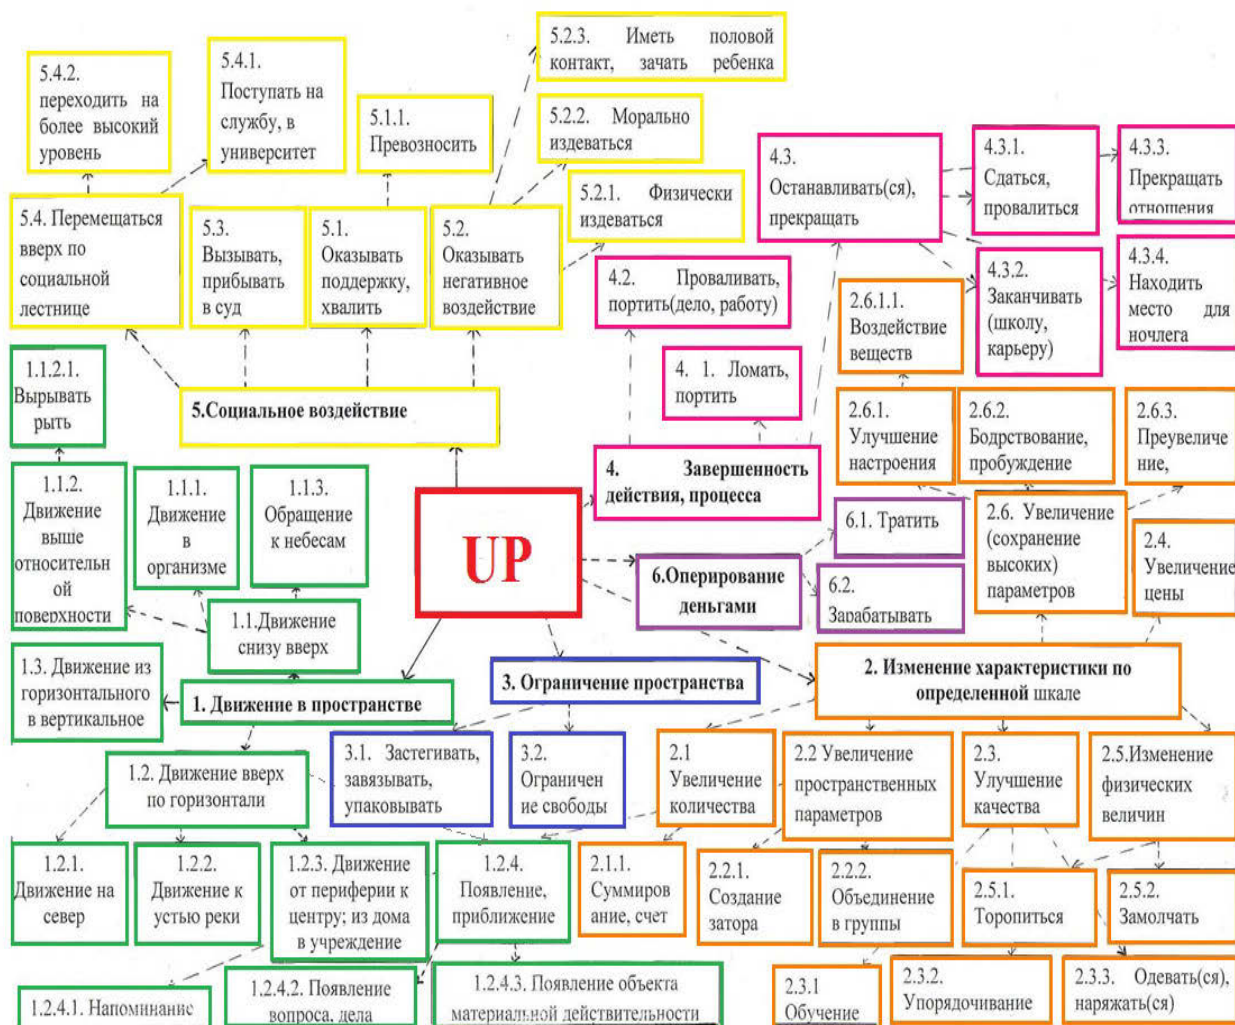 5.4.2.
переходить на
более высокий
уровень
5.4.1.
Поступать на
службу, в
университет
5.1.1.
Превозносить
5.2.3. Иметь половой
контакт, зачать ребенка
5.2.2. Морально
издеваться
5.2.1. Физически
издеваться
4.3.
Останавливать(ся),
прекращать
4.3.1.
Сдаться,
провалиться
4.3.3.
Прекращать
отношения
5.4. Перемещаться
вверх по
социальной
лестнице
5.3.
Вызывать,
прибывать
в суд
5.1.
Оказывать
поддержку,
хвалить
5.2.
Оказывать
негативное
воздействие
4.2. Проваливать,
портить(дело, работу)
2.6.1.1.
Воздействие
веществ
4.3.2.
Заканчивать
(школу,
карьеру)
4.3.4.
Находить
место для
ночлега
1.1.2.1.
Вырывать
рыть
5.Социальное воздействие
4. 1. Ломать,
портить
2.6.1.
Улучшение
настроения
2.6.2.
Бодрствование,
пробуждение
2.6.3.
Преувеличе
ние,
1.1.2.
Движение
выше
относительн
ой
поверхности
1.1.1.
Движение
в
организме
1.1.3.
Обращение
к небесам
4. Завершенность
действия, процесса
UP
6.1. Тратить
2.6. Увеличение
(сохранение
высоких)
параметров
2.4.
Увеличение
цены
6.Оперирование
деньгами
6.2.
Зарабатывать
1.1.Движение
снизу вверх
1.3. Движение из
горизонтального
в вертикальное
1. Движение в пространстве
3. Ограничение пространства
2. Изменение характеристики по
определенной шкале
1.2. Движение вверх
по горизонтали
3.1. Застегивать,
завязывать,
упаковывать
3.2.
Ограничен
ие свободы
2.1
Увеличение
количества
2.2 Увеличение
пространственных
параметров
2.3.
Улучшение
качества
2.5.Изменение
физических
величин
1.2.1.
Движение на
север
1.2.2.
Движение к
устью реки
1.2.3. Движение
от периферии к
центру; из дома
в учреждение
1.2.4.
Появление,
приближение
2.1.1.
Суммиров
ание, счет
2.2.1.
Создание
затора
2.2.2.
Объединение
в группы
2.5.1.
Торопиться
2.5.2.
Замолчать
1.2.4.1. Напоминание
1.2.4.2. Появление
вопроса, дела
1.2.4.3. Появление объекта
материальной действительности
2.3.1
Обучение
2.3.2.
Упорядочивание
2.3.3. Одевать(ся),
наряжать(ся)